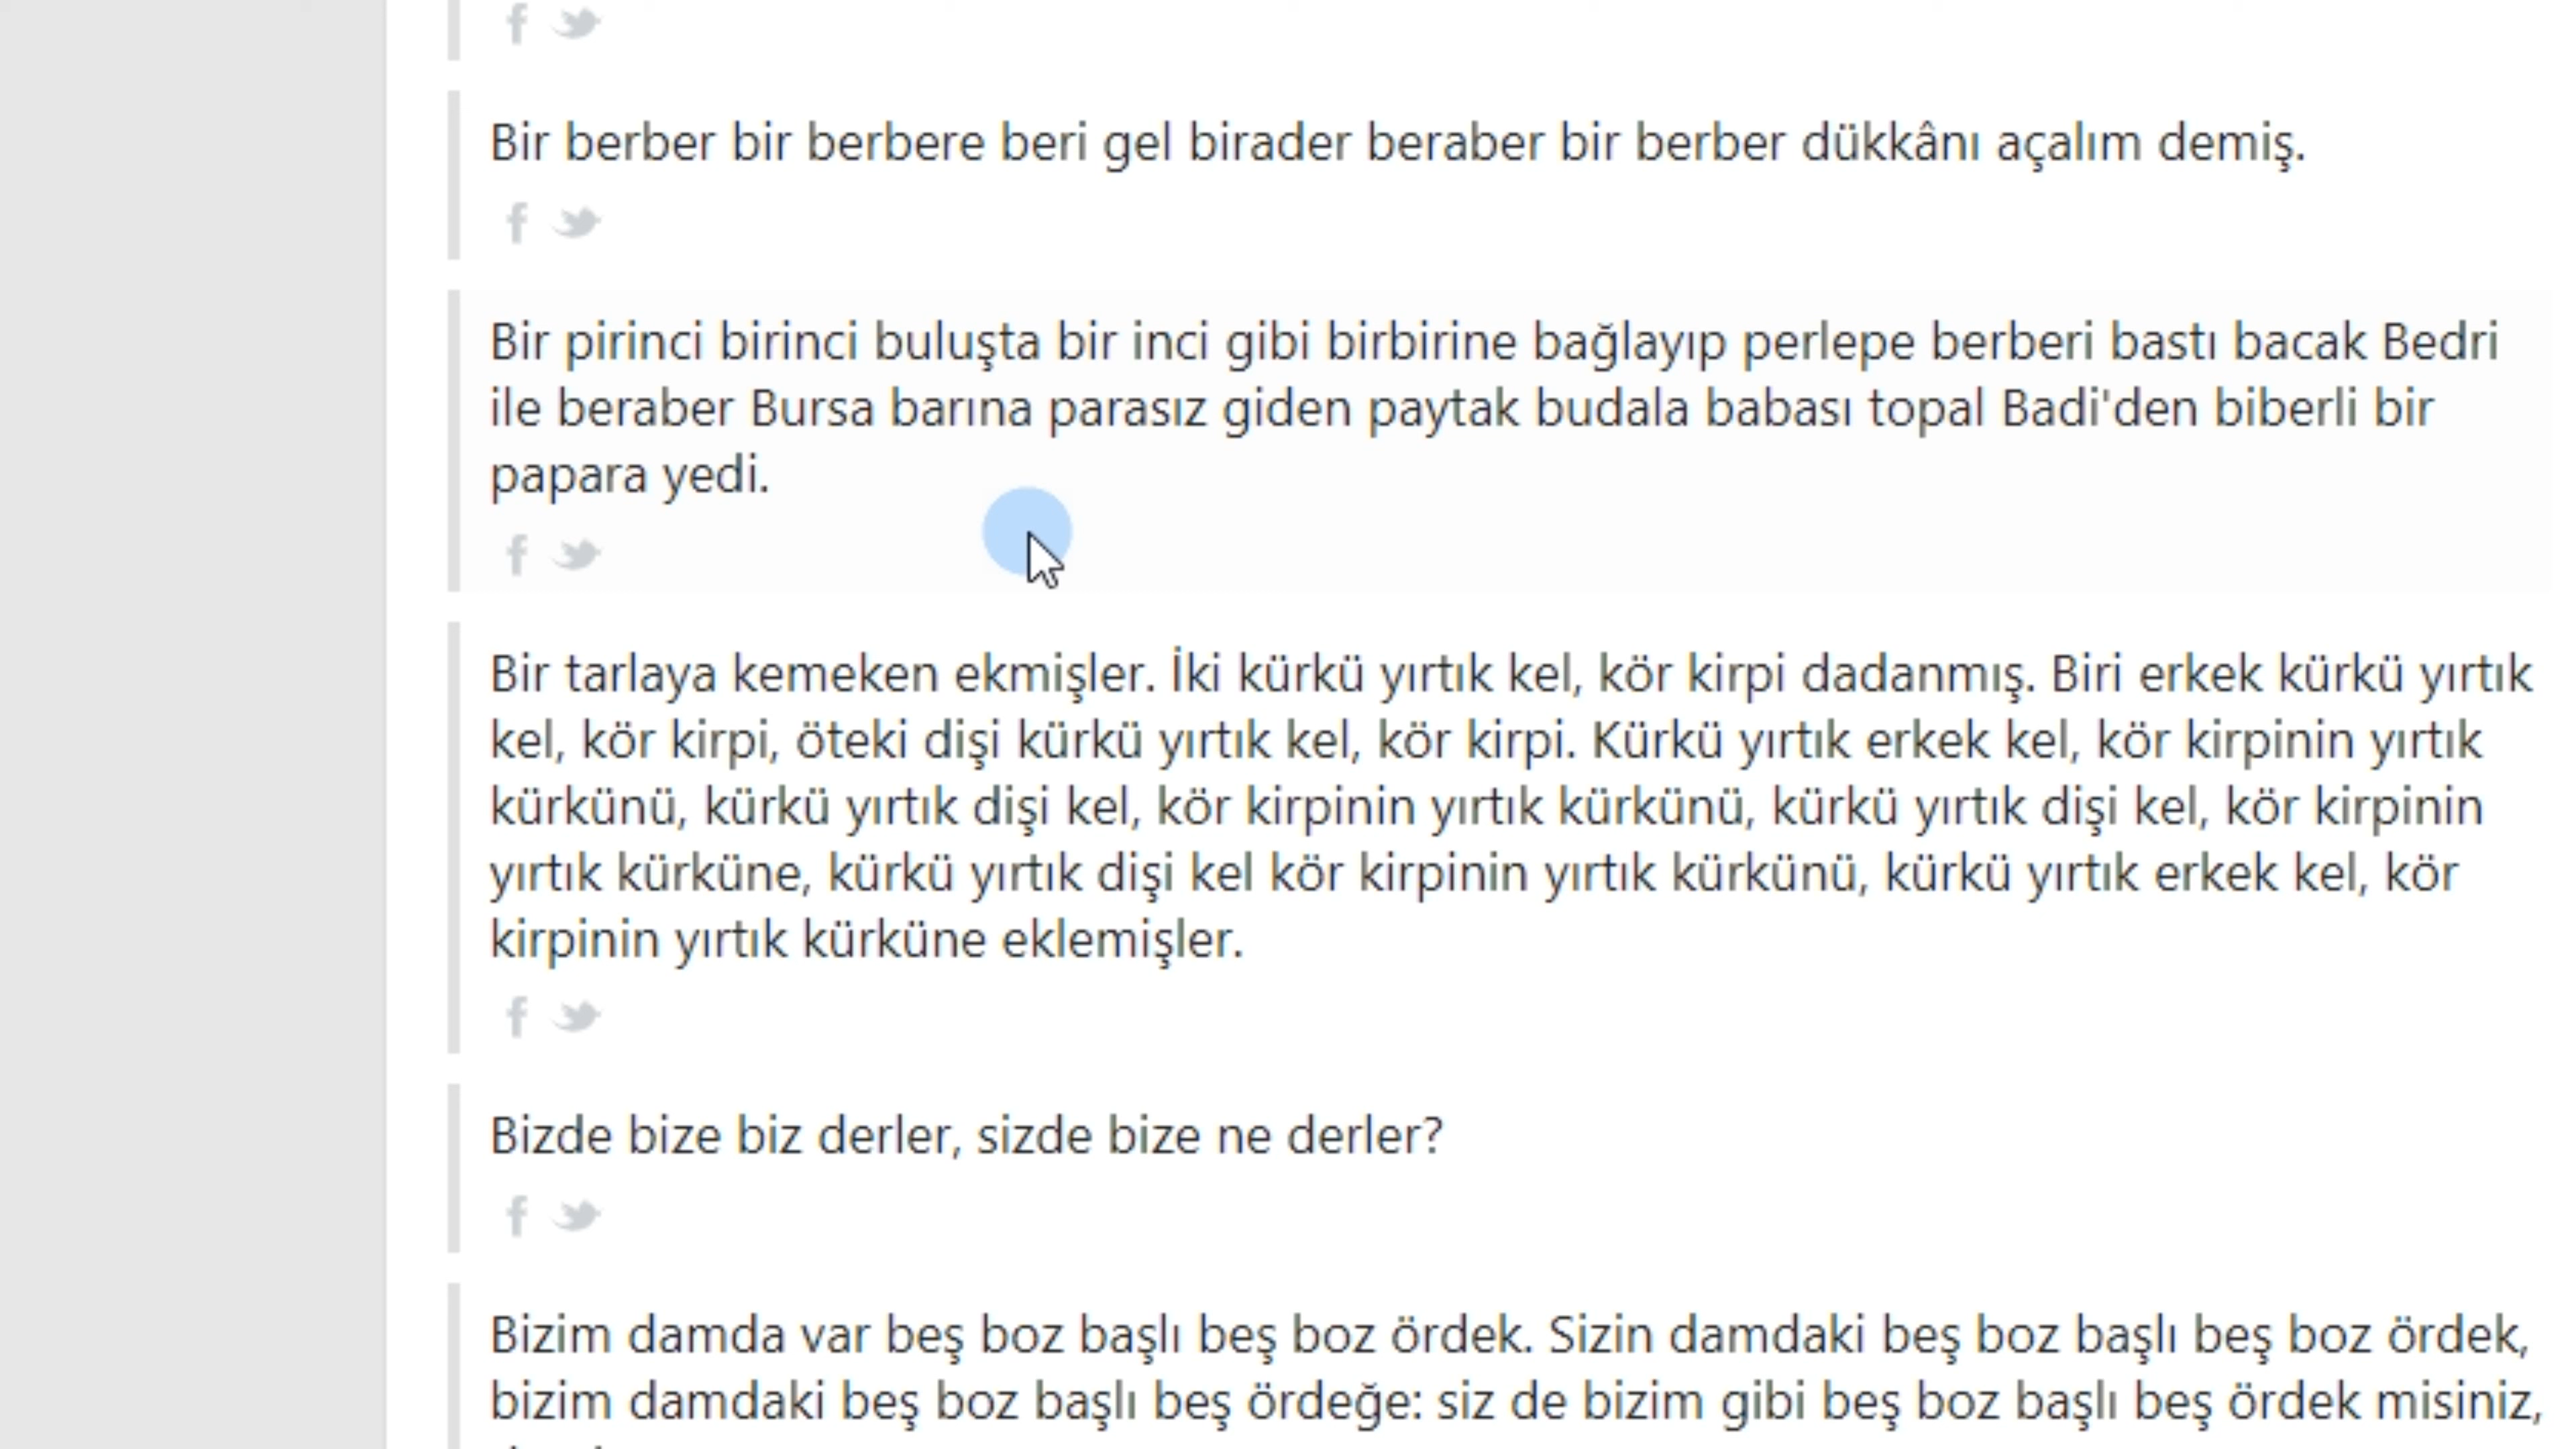 Bir berber bir berbere beri gel birader beraber bir berber dükkânı açalım demiş.
Bir pirinci birinci buluşta bir inci gibi birbirine bağlayıp perlepe berberi bastı bacak Bedri
ile beraber Bursa barına parasız giden paytak budala babası topal Badi'den biberli bir
papara yedi.
Bir tarlaya kemeken ekmişler. İki kürkü yırtık kel, kör kirpi dadanmış. Biri erkek kürkü yırtık
kel, kör kirpi, öteki dişi kürkü yırtık kel, kör kirpi. Kürkü yırtık erkek kel, kör kirpinin yırtık
kürkünü, kürkü yırtık dişi kel, kör kirpinin yırtık kürkünü, kürkü yırtık dişi kel, kör kirpinin
yırtık kürküne, kürkü yırtık dişi kel kör kirpinin yırtık kürkünü, kürkü yırtık erkek kel, kör
kirpinin yırtık kürküne eklemişler.
Bizde bize biz derler, sizde bize ne derler?
Bizim damda var beş boz başlı beş boz ördek. Sizin damdaki beş boz başlı beş boz ördek,
bizim damdaki beş boz başlı beş ördeğe: siz de bizim gibi beş boz başlı beş ördek misiniz,